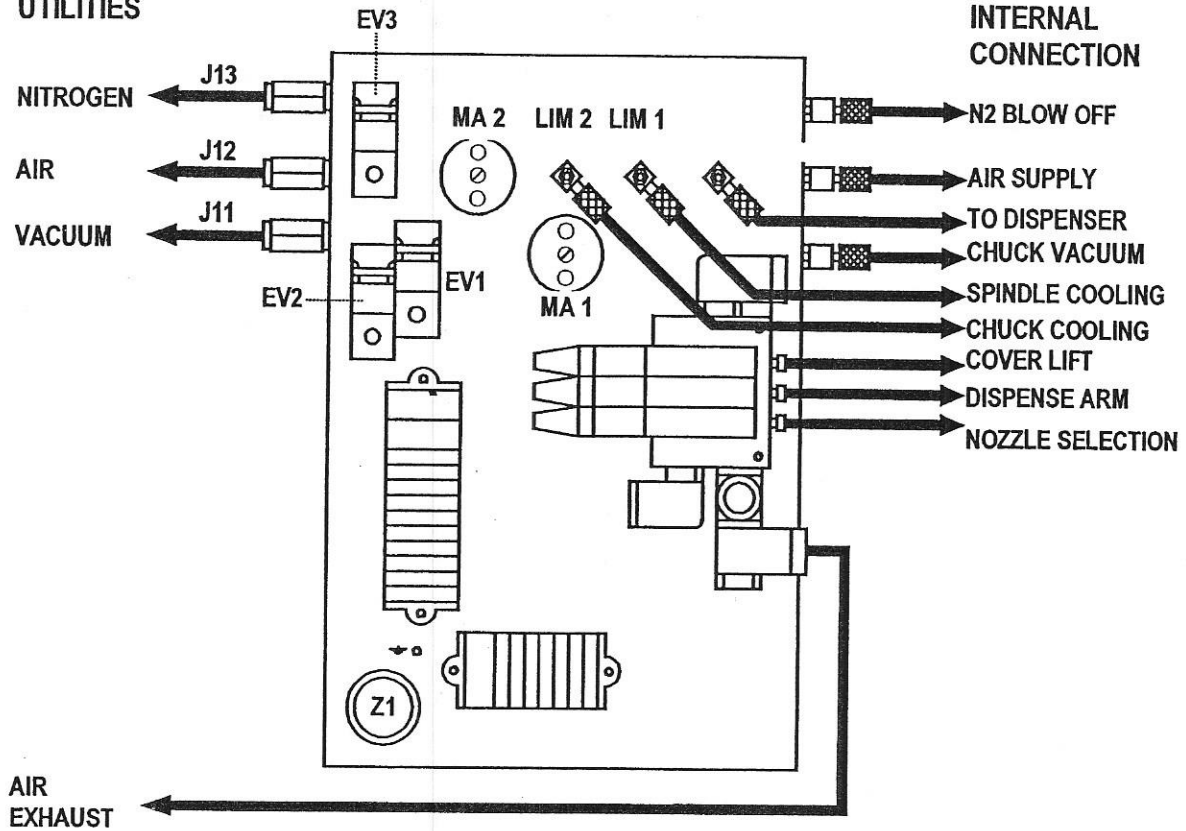 UTILITIES
EV3
INTERNAL
CONNECTION
J13
NITROGEN
N2 BLOW OFF
MA 2
LIM 2
LIM 1
J12
AIR
AIR SUPPLY
TO DISPENSER
J11
VACUUM
CHUCK VACUUM
EV2
EV1
MA 1
SPINDLE COOLING
CHUCK COOLING
COVER LIFT
DISPENSE ARM
NOZZLE SELECTION
Z1
AIR
EXHAUST